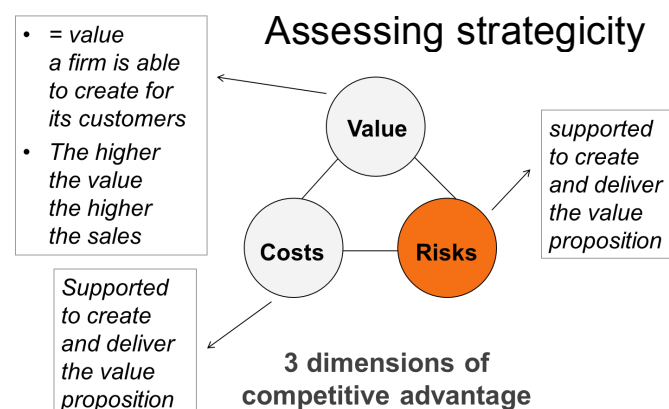 Assessing strategicity
• = value
a firm is able
to create for
its customers
• The higher
the value
the higher
the sales
Value
supported
to create
and deliver
the value
proposition
Costs
Risks
Supported
to create
and deliver
the value
proposition
3 dimensions of
competitive advantage